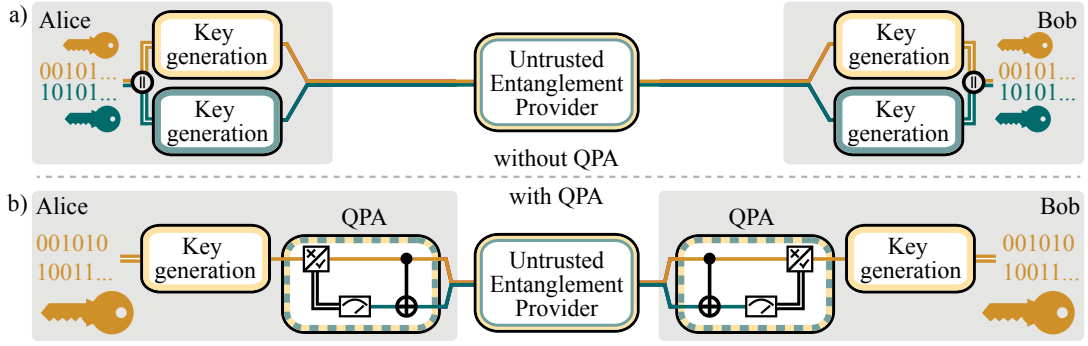 a)
Alice
00101...
10101...
||
Key
generation
Key
generation
Untrusted
Entanglement
Provider
Key
generation
Key
generation
||
Bob
00101...
10101...
without QPA
with QPA
b)
Alice
001010
10011...
Key
generation
QPA
Untrusted
Entanglement
Provider
QPA
Key
generation
Bob
001010
10011...